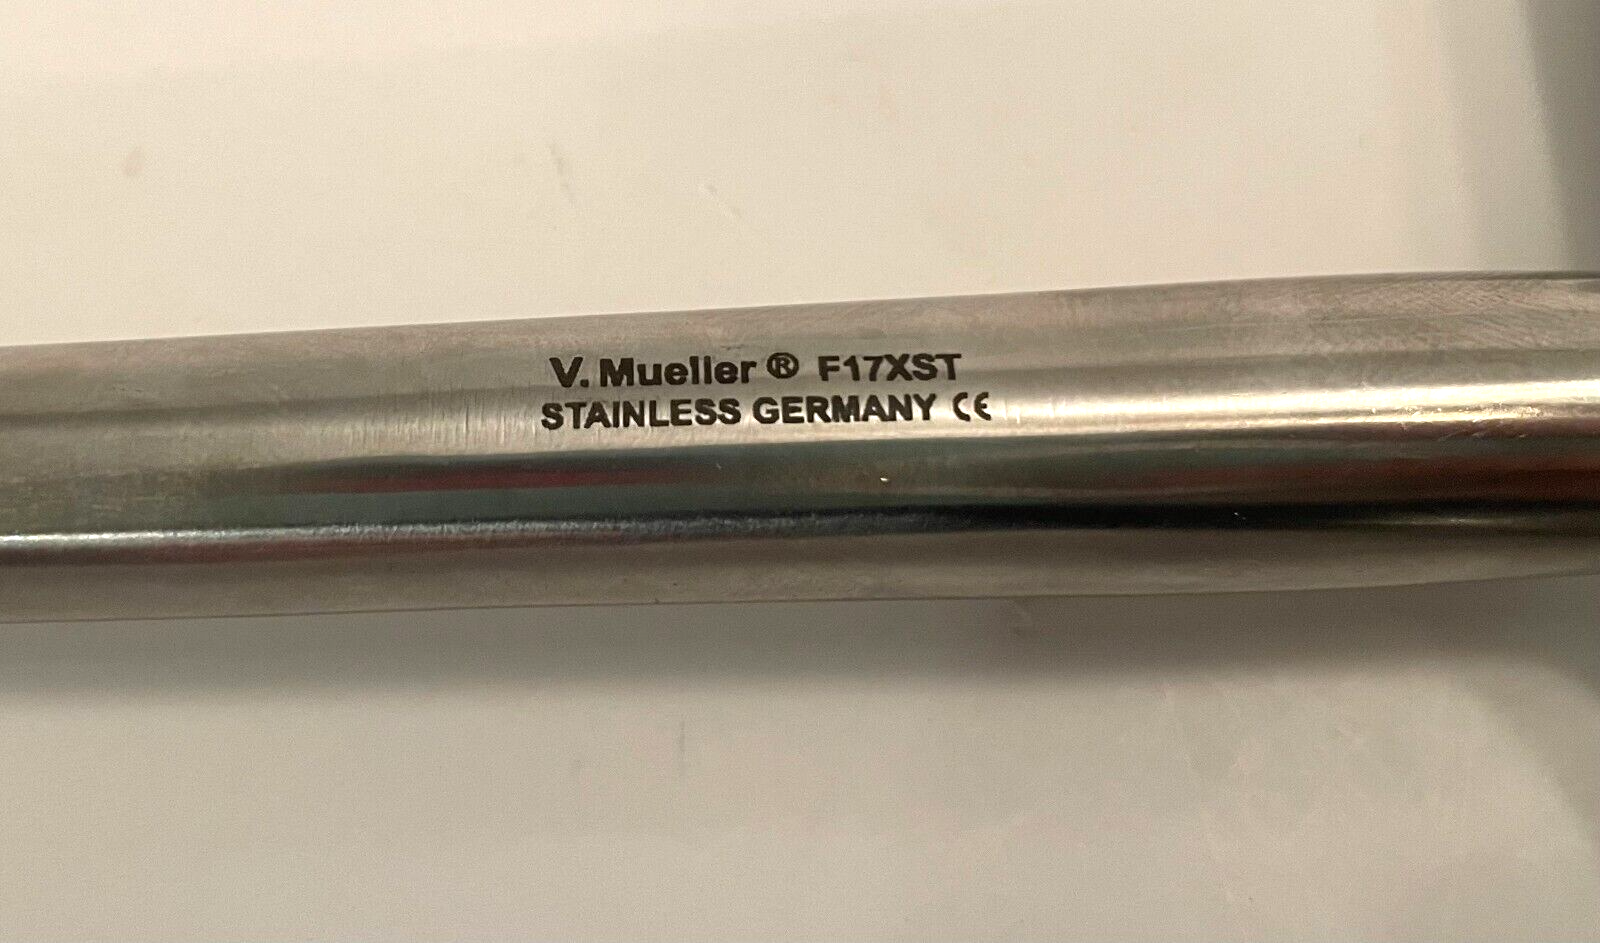 V. Mueller ® F17XST
STAINLESS GERMANY CE